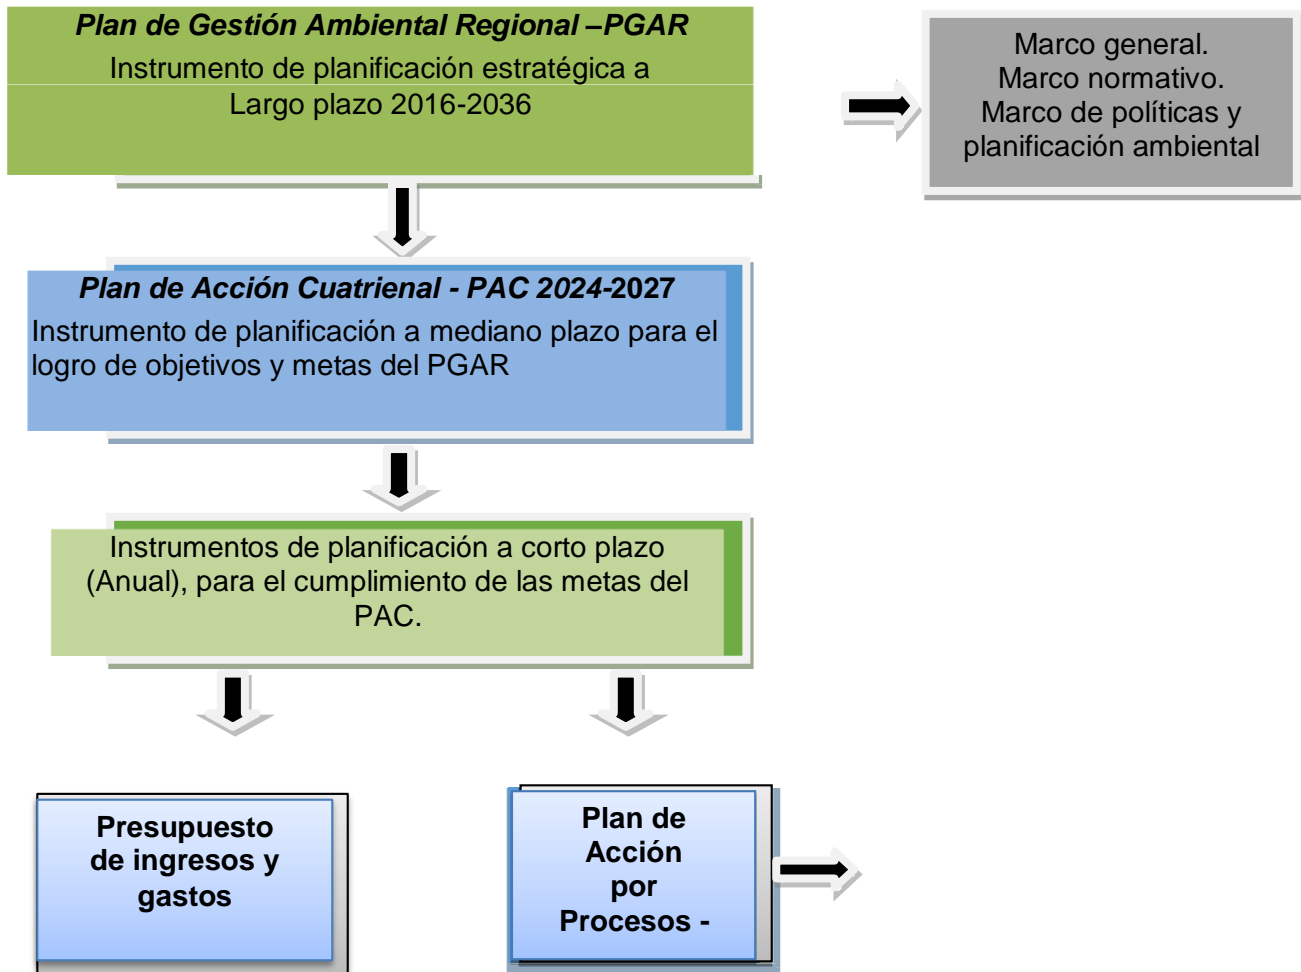 Plan de Gestión Ambiental Regional –PGAR
Instrumento de planificación estratégica a
Largo plazo 2016-2036
Marco general.
Marco normativo.
Marco de políticas y
planificación ambiental
Plan de Acción Cuatrienal - PAC 2024-2027
Instrumento de planificación a mediano plazo para el
logro de objetivos y metas del PGAR
Instrumentos de planificación a corto plazo
(Anual), para el cumplimiento de las metas del
PAC.
Presupuesto
de ingresos y
gastos
Plan de
Acción
por
Procesos -